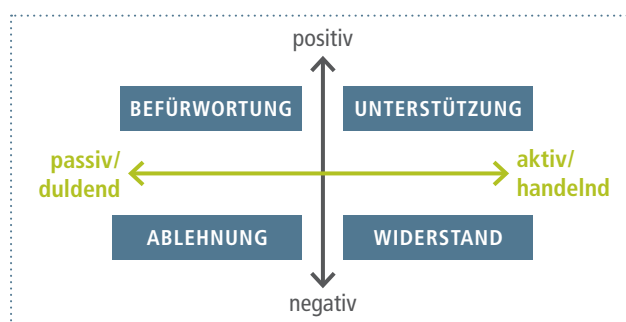 positiv
BEFÜRWORTUNG
UNTERSTÜTZUNG
passiv/
duldend
aktiv/
handelnd
ABLEHNUNG
WIDERSTAND
negativ